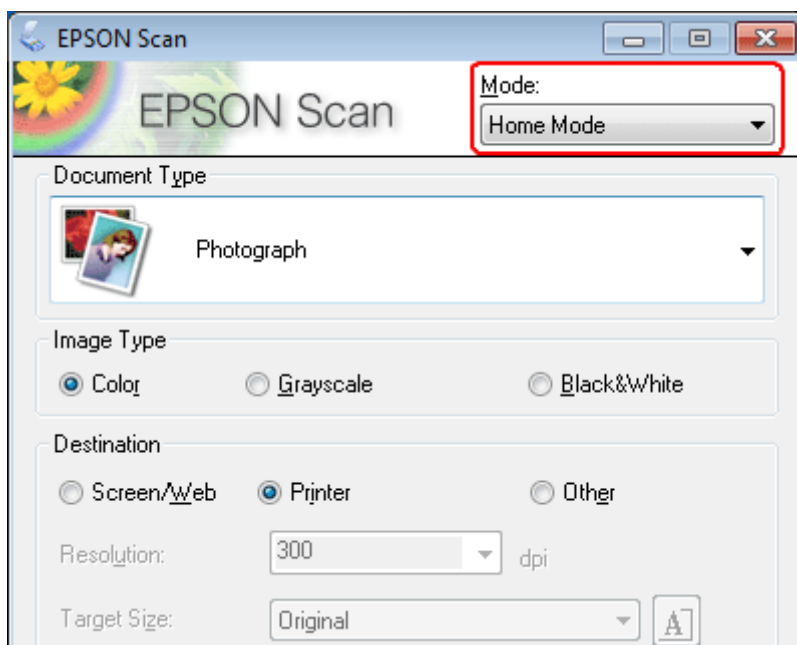 EPSON Scan
EPSON Scan
Mode:
Home Mode
Document Type
Photograph
Image Type
Color Grayscale Black&White
Destination
Screen/Web Printer Other
Resolution: 300 dpi
Target Size: Original A